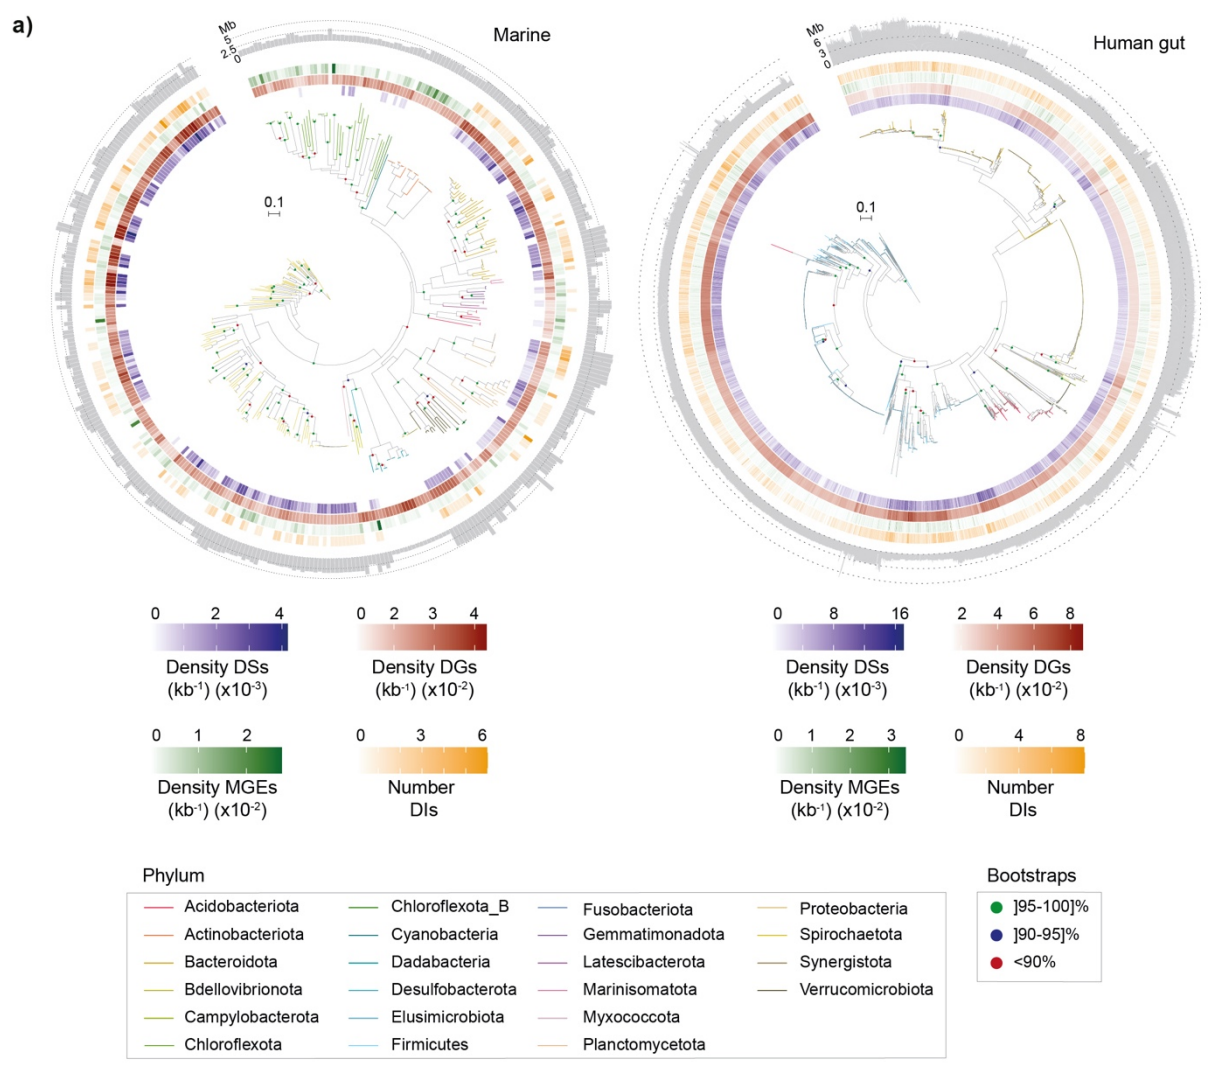 a)
Marine
Human gut
Mb
5
2.5
0
Mb
6
3
0
0.1
0.1
0 2 4
Density DSs
(kb-1) (x10-3)
0 2 3 4
Density DGs
(kb-1) (x10-2)
0 8 16
Density DSs
(kb-1) (x10-3)
2 4 6 8
Density DGs
(kb-1) (x10-2)
0 1 2
Density MGEs
(kb-1) (x10-2)
0 3 6
Number
DIs
0 1 2 3
Density MGEs
(kb-1) (x10-2)
0 4 8
Number
DIs
Phylum
Acidobacteriota
Actinobacteriota
Bacteroidota
Bdellovibrionota
Campylobacterota
Chloroflexota
Chloroflexota_B
Cyanobacteria
Dadabacteria
Desulfobacterota
Elusimicrobiota
Firmicutes
Fusobacteriota
Gemmatimonadota
Latescibacterota
Marinisomatota
Myxococcota
Planctomycetota
Proteobacteria
Spirochaetota
Synergistota
Verrucomicrobiota
Bootstraps
]95-100]%
]90-95]%
<90%